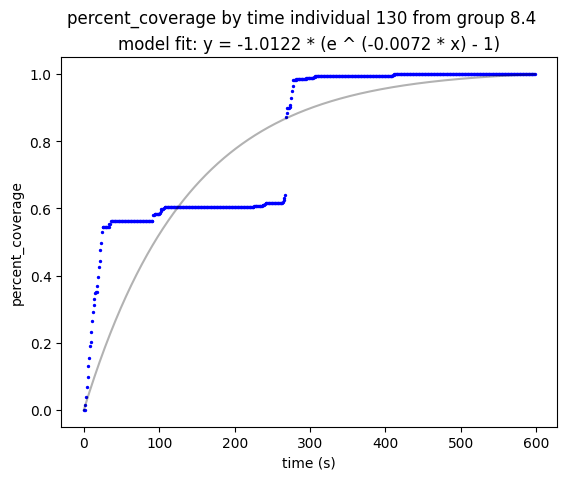 percent_coverage by time individual 130 from group 8.4
model fit: y = -1.0122 * (e ^ (-0.0072 * x) - 1)
1.0
0.8
0.6
0.4
0.2
0.0
percent_coverage
0 100 200 300 400 500 600
time (s)